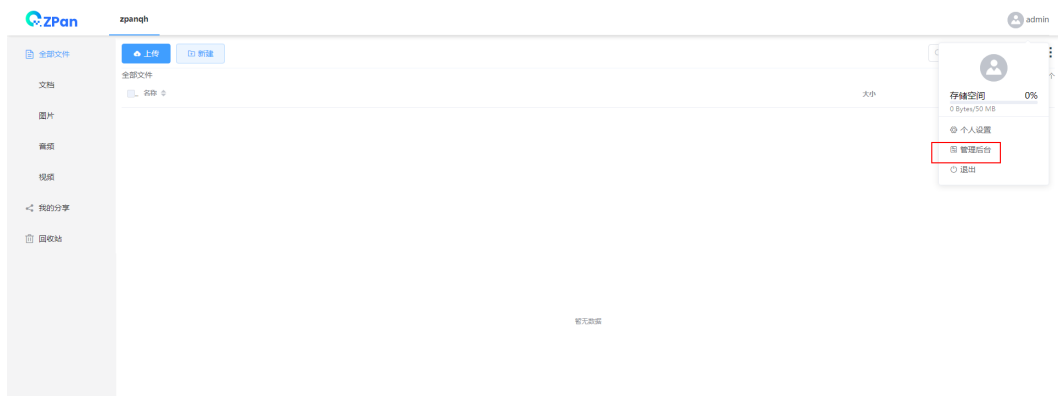 ZPan
zpanqh
admin
全部文件
文档
图片
音频
视频
我的分享
回收站
上传
新建
全部文件
名称
大小
暂无数据
存储空间 0%
0 Bytes/50 MB
个人设置
管理后台
退出